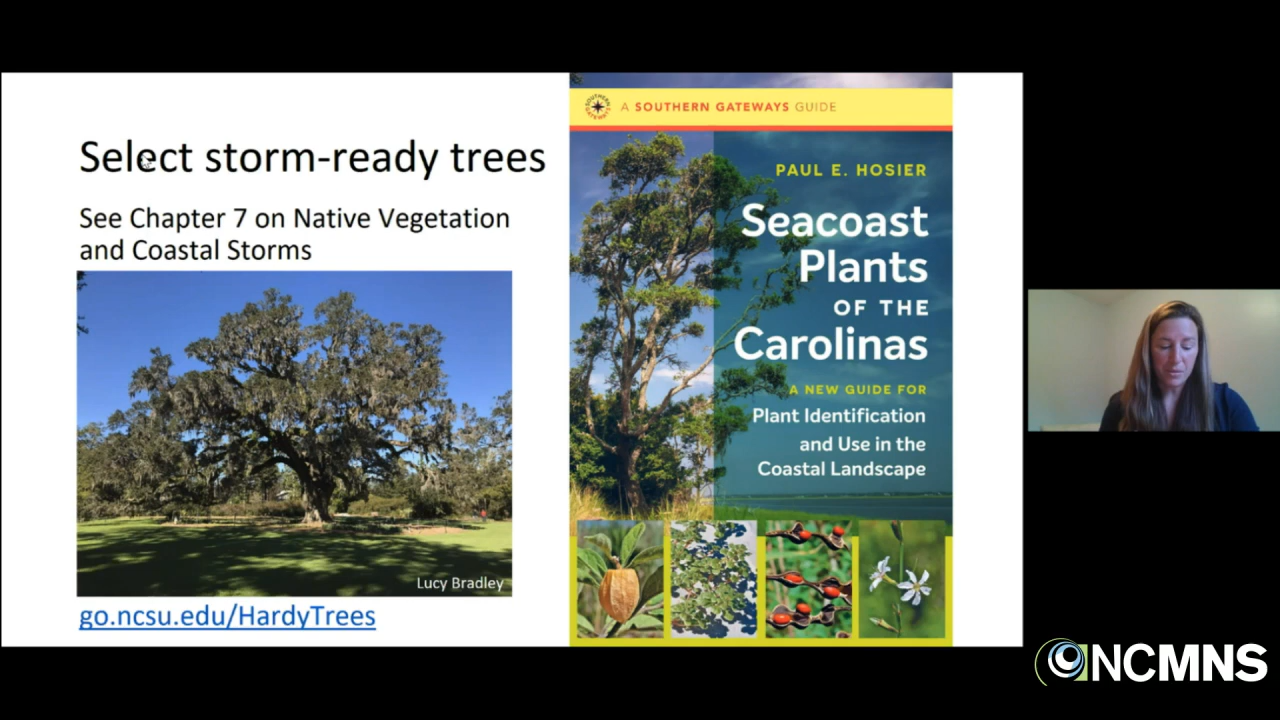 Select storm-ready trees
See Chapter 7 on Native Vegetation
and Coastal Storms
Lucy Bradley
go.ncsu.edu/HardyTrees
A SOUTHERN GATEWAYS GUIDE
PAUL E. HOSIER
Seacoast
Plants
OF THE
Carolinas
A NEW GUIDE FOR
Plant Identification
and Use in the
Coastal Landscape
NCMNS